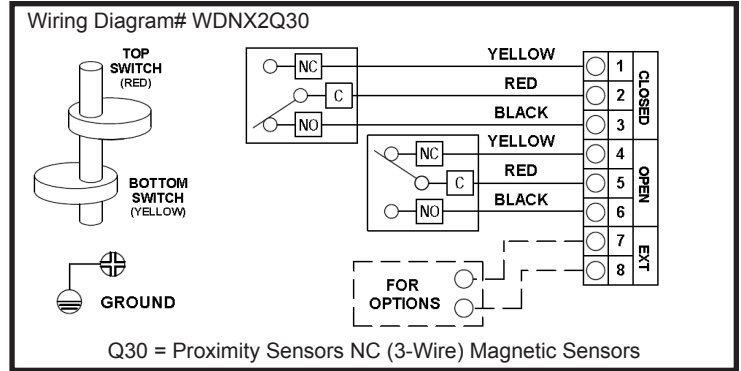 Wiring Diagram# WDNX2Q30
TOP
SWITCH
(RED)
BOTTOM
SWITCH
(YELLOW)
GROUND
NC
C
NO
YELLOW
RED
BLACK
1
2
3
CLOSED
NC
C
NO
YELLOW
RED
BLACK
4
5
6
OPEN
FOR
OPTIONS
7
8
EXT
Q30 = Proximity Sensors NC (3-Wire) Magnetic Sensors